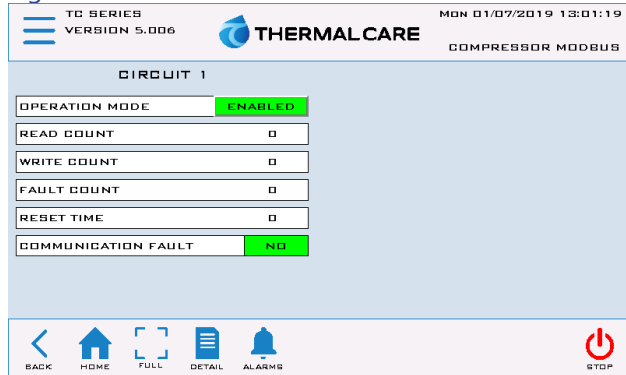 TC SERIES
VERSION 5.006
THERMALCARE
MON 01/07/2019 13:01:19
COMPRESSOR MODBUS
CIRCUIT 1
OPERATION MODE ENABLED
READ COUNT 0
WRITE COUNT 0
FAULT COUNT 0
RESET TIME 0
COMMUNICATION FAULT NO
BACK HOME FULL DETAIL ALARMS STOP